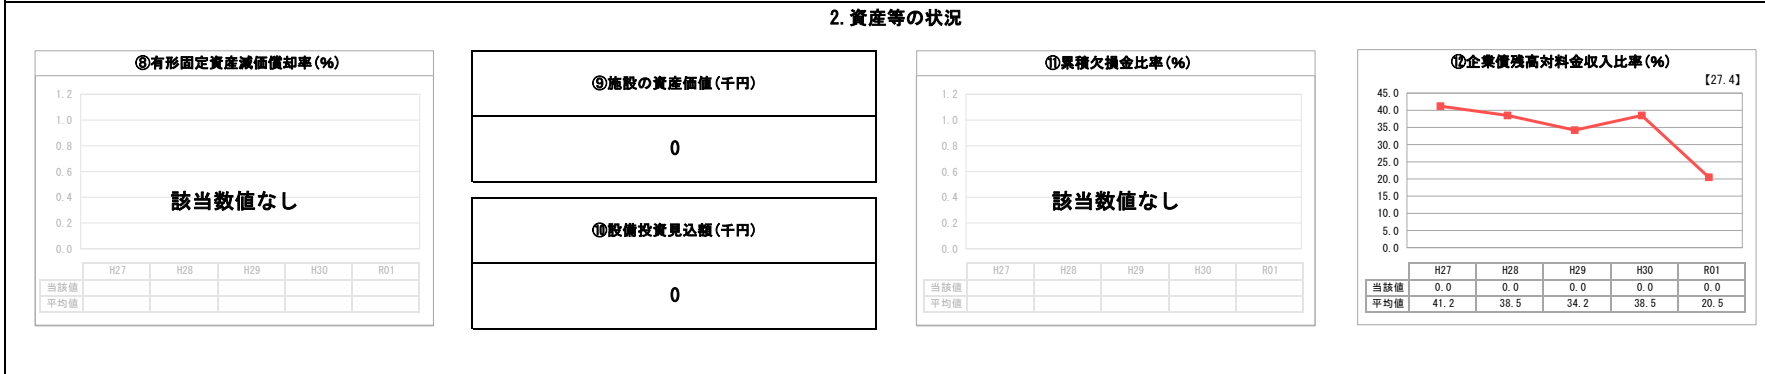 2. 資産等の状況
⑧有形固定資産減価償却率(%)
1.2
1.0
0.8
0.6
0.4
0.2
0.0
該当数値なし
H27 H28 H29 H30 R01
当該値
平均値
⑨施設の資産価値(千円)
0
⑩設備投資見込額(千円)
0
⑪累積欠損金比率(%)
1.2
1.0
0.8
0.6
0.4
0.2
0.0
該当数値なし
H27 H28 H29 H30 R01
当該値
平均値
⑫企業債残高対料金収入比率(%)
【27.4】
45.0
40.0
35.0
30.0
25.0
20.0
15.0
10.0
5.0
0.0
H27 H28 H29 H30 R01
当該値 0.0 0.0 0.0 0.0 0.0
平均値 41.2 38.5 34.2 38.5 20.5